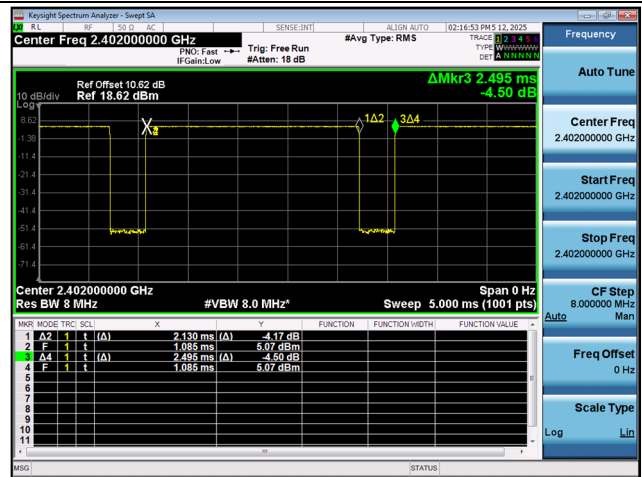 Keysight Spectrum Analyzer - Swept SA
RL RF 50 Ω AC SENSE:INT ALIGN AUTO 02:16:53 PM 5 12, 2025
Center Freq 2.402000000 GHz #Avg Type: RMS TRACE 1 2 3 4 5 6
PNO: Fast Trig: Free Run TYPE WWWWWW
IFGain:Low #Atten: 18 dB DET A N N N N N
Frequency
Auto Tune
Ref Offset 10.62 dB ΔMkr3 2.495 ms
10 dB/div Ref 18.62 dBm -4.50 dB
Log
8.62
-1.38
-11.4
-21.4
-31.4
-41.4
-51.4
-61.4
-71.4
X
1Δ2 3Δ4
Center 2.402000000 GHz Span 0 Hz
Res BW 8 MHz #VBW 8.0 MHz* Sweep 5.000 ms (1001 pts)
MKR MODE TRC SCL X Y FUNCTION FUNCTION WIDTH FUNCTION VALUE
1 Δ2 1 t (Δ) 2.130 ms (Δ) -4.17 dB
2 F 1 t 1.085 ms 5.07 dBm
3 Δ4 1 t (Δ) 2.495 ms (Δ) -4.50 dB
4 F 1 t 1.085 ms 5.07 dBm
5
6
7
8
9
10
11
Center Freq
2.402000000 GHz
Start Freq
2.402000000 GHz
Stop Freq
2.402000000 GHz
CF Step
8.000000 MHz
Auto Man
Freq Offset
0 Hz
Scale Type
Log Lin
MSG STATUS